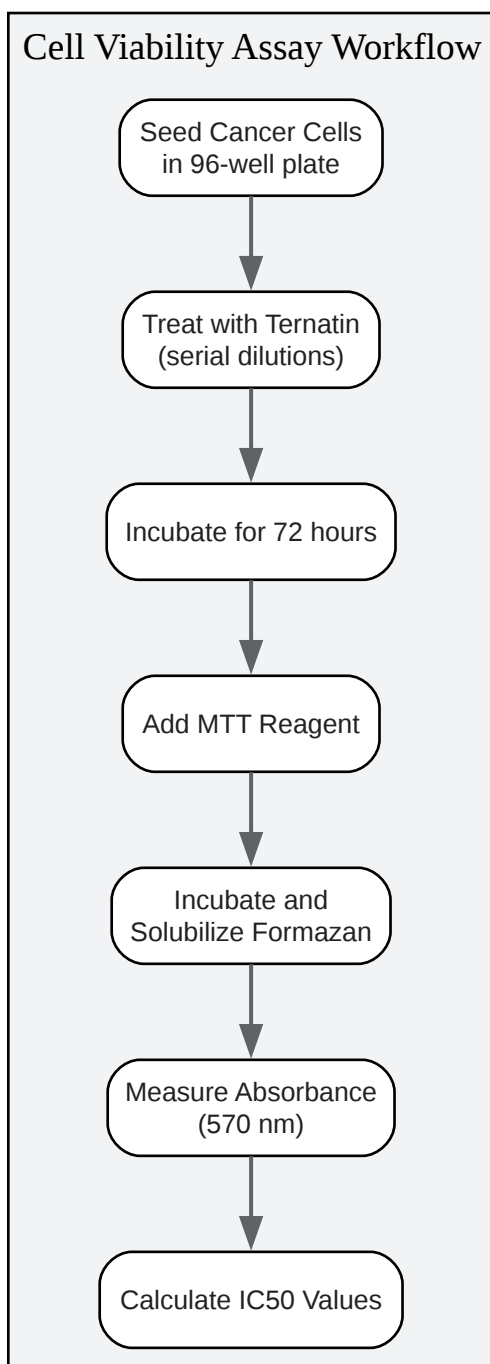 Cell Viability Assay Workflow
Seed Cancer Cells
in 96-well plate
Treat with Ternatin
(serial dilutions)
Incubate for 72 hours
Add MTT Reagent
Incubate and
Solubilize Formazan
Measure Absorbance
(570 nm)
Calculate IC50 Values